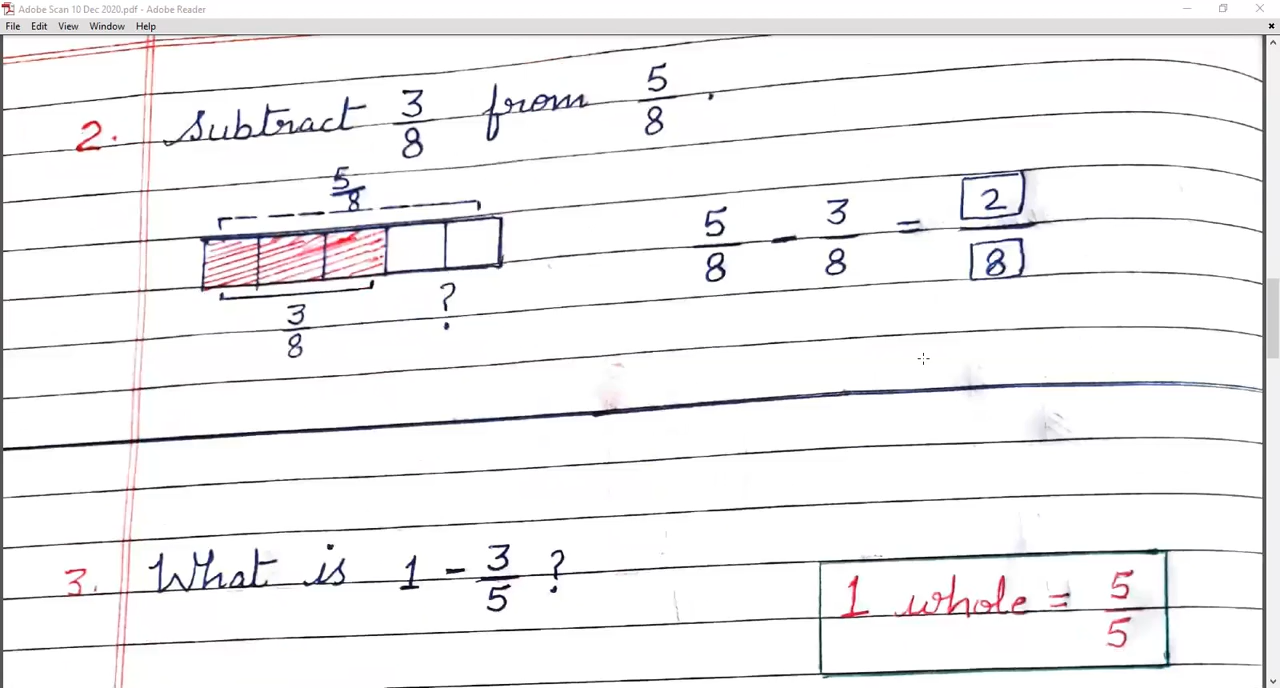 Adobe Scan 10 Dec 2020.pdf - Adobe Reader
File Edit View Window Help
2. Subtract 3/8 from 5/8.
5/8
5/8 - 3/8 = 2/8
3/8 ?
3. What is 1 - 3/5 ?
1 whole = 5/5